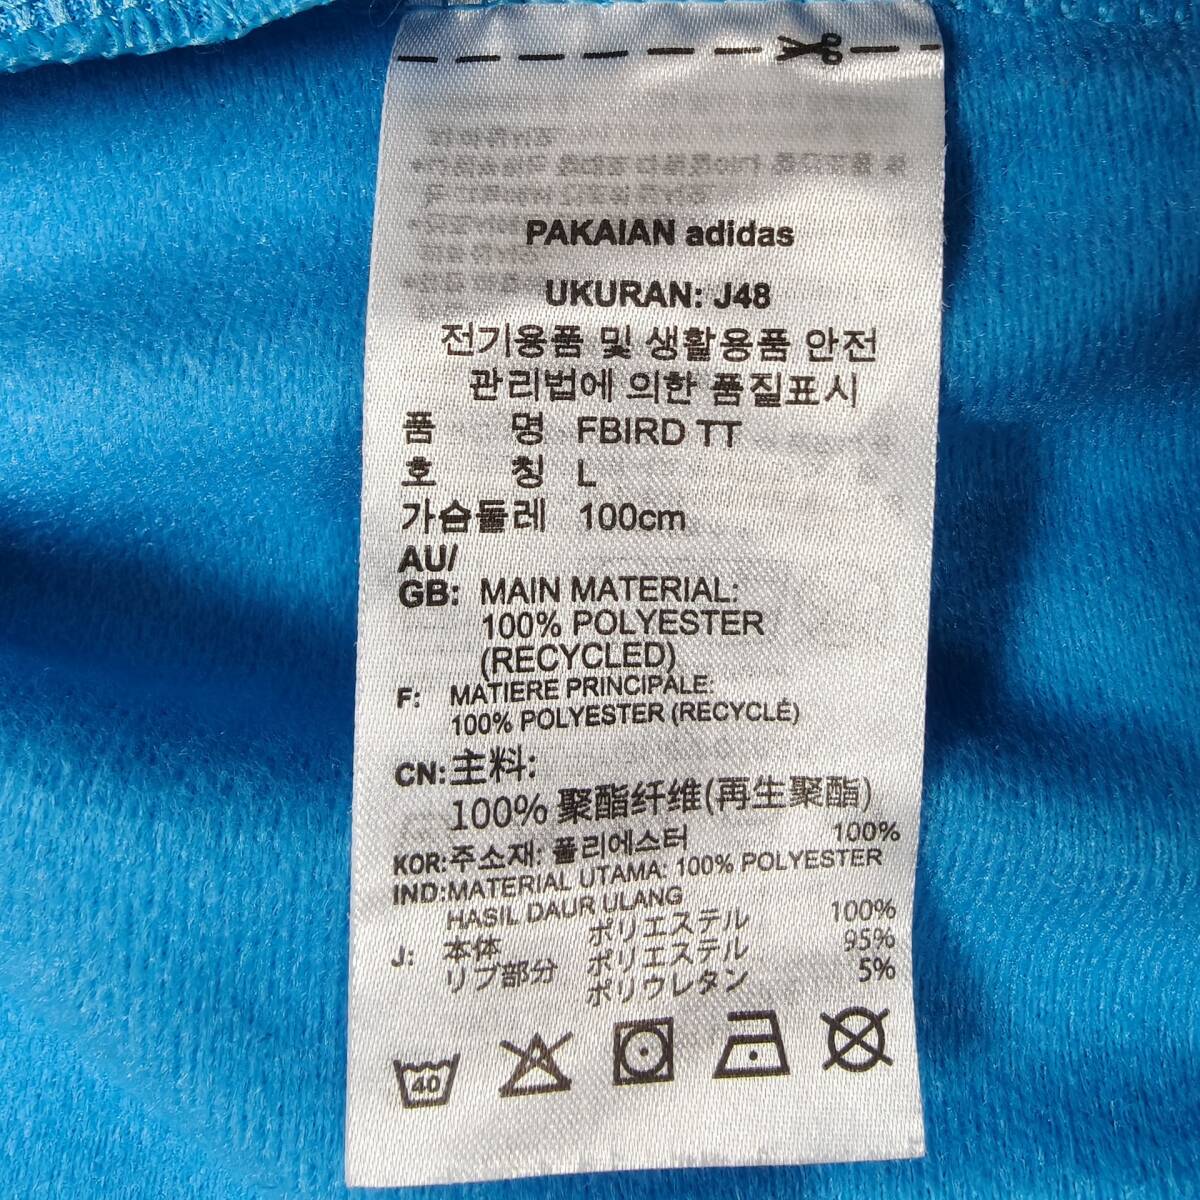 PAKAIAN adidas
UKURAN: J48
전기용품 및 생활용품 안전
관리법에 의한 품질표시
품 명 FBIRD TT
호 칭 L
가슴둘레 100cm
AU/
GB: MAIN MATERIAL:
100% POLYESTER
(RECYCLED)
F: MATIERE PRINCIPALE:
100% POLYESTER (RECYCLÉ)
CN:主料:
100% 聚酯纤维(再生聚酯)
KOR:주소재: 폴리에스터 100%
IND:MATERIAL UTAMA: 100% POLYESTER
HASIL DAUR ULANG
J: 本体 ポリエステル 100%
リブ部分 ポリエステル 95%
ポリウレタン 5%
40